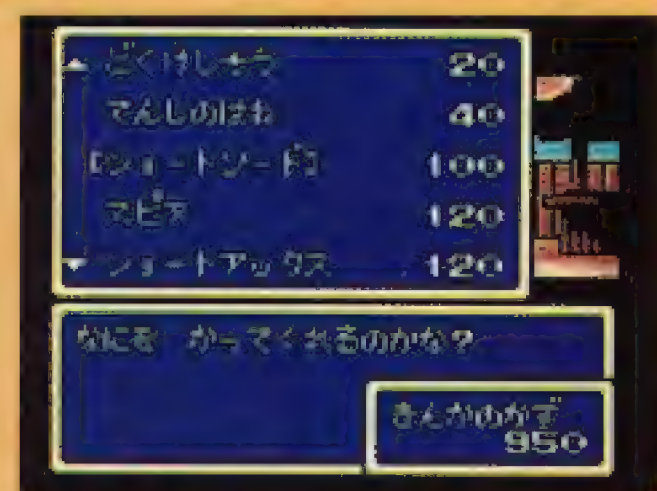 どくけしそう 20
てんしのはね 40
[ショートソード] 100
スピア 120
ショートアックス 120
なにを かってくれるのかな?
きんかのかず
950